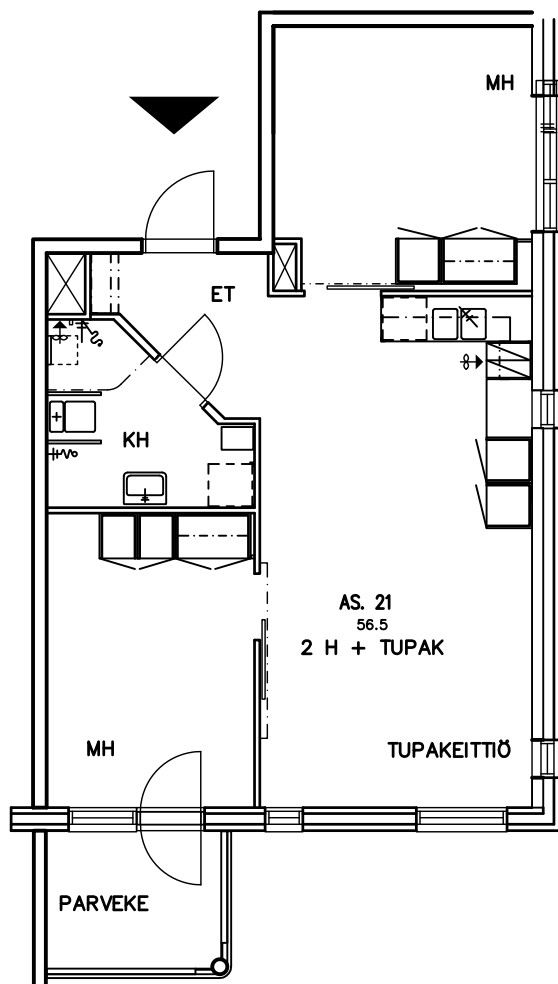 MH
ET
KH
AS. 21
56.5
2 H + TUPAK
MH
TUPAKEITTIÖ
PARVEKE